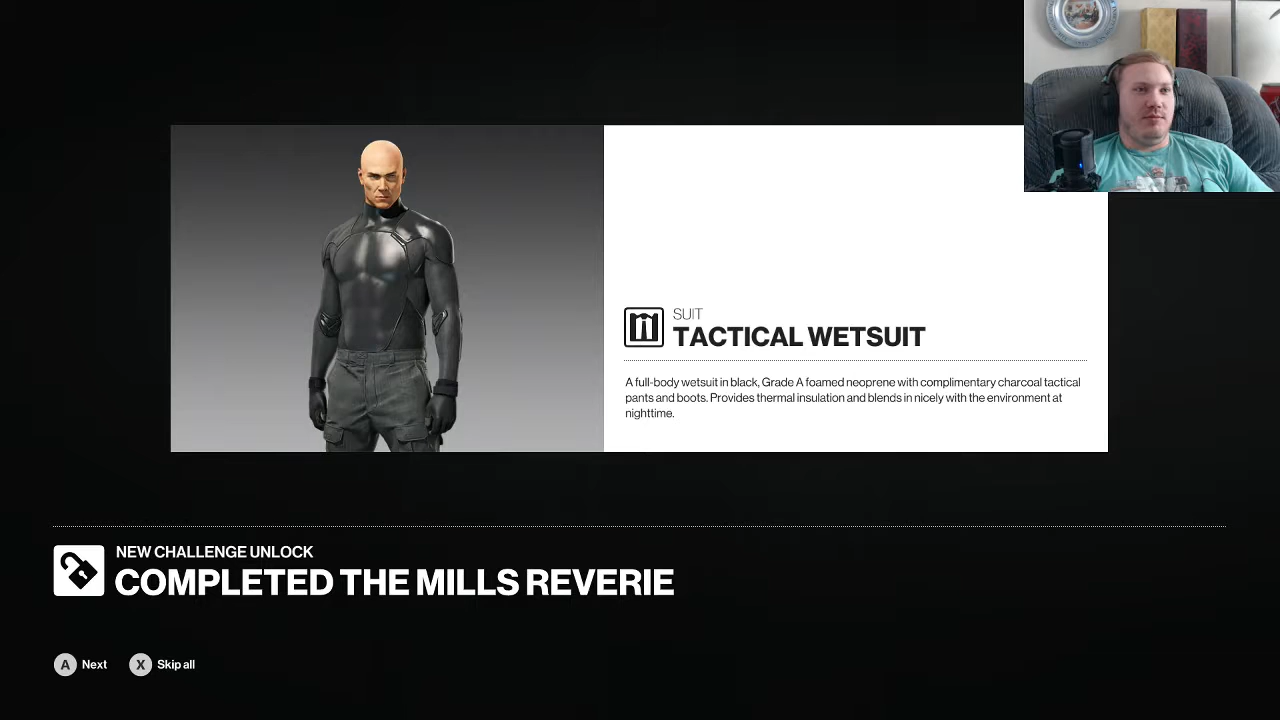 SUIT
TACTICAL WETSUIT
A full-body wetsuit in black, Grade A foamed neoprene with complimentary charcoal tactical
pants and boots. Provides thermal insulation and blends in nicely with the environment at
nighttime.
NEW CHALLENGE UNLOCK
COMPLETED THE MILLS REVERIE
A Next X Skip all